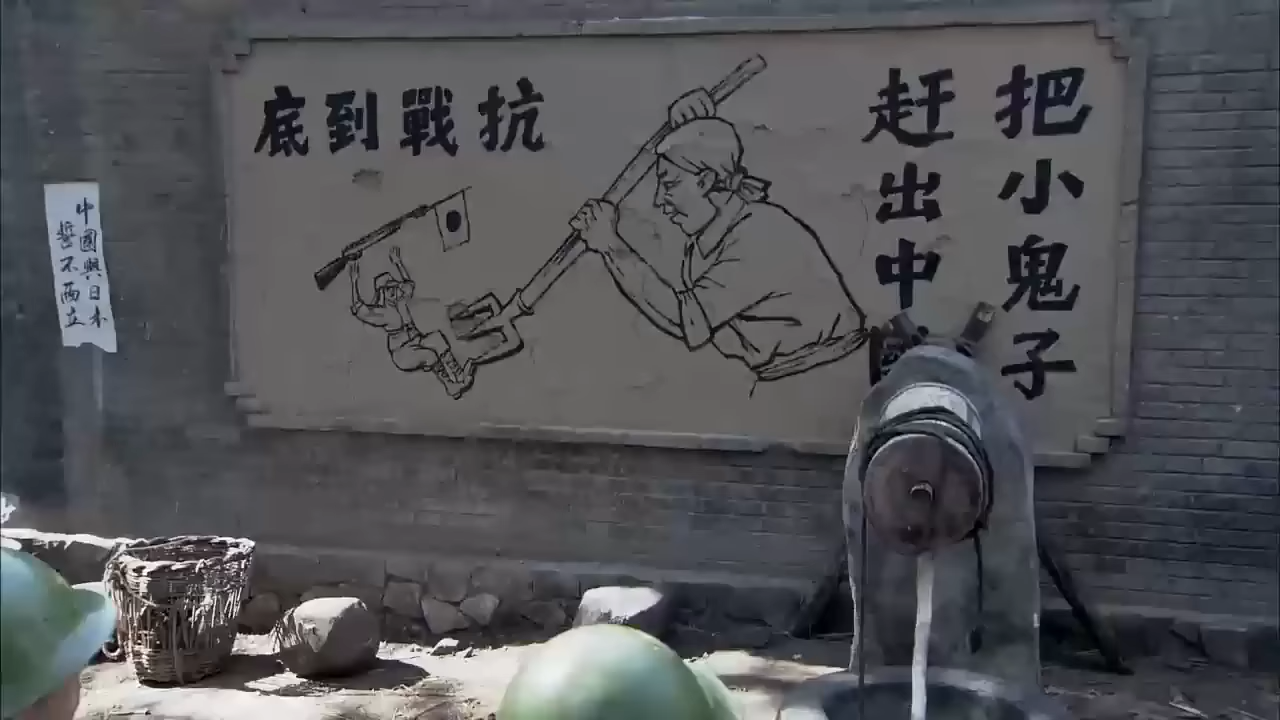 把小鬼子
赶出中
抗戰到底
中國與日本
誓不兩立